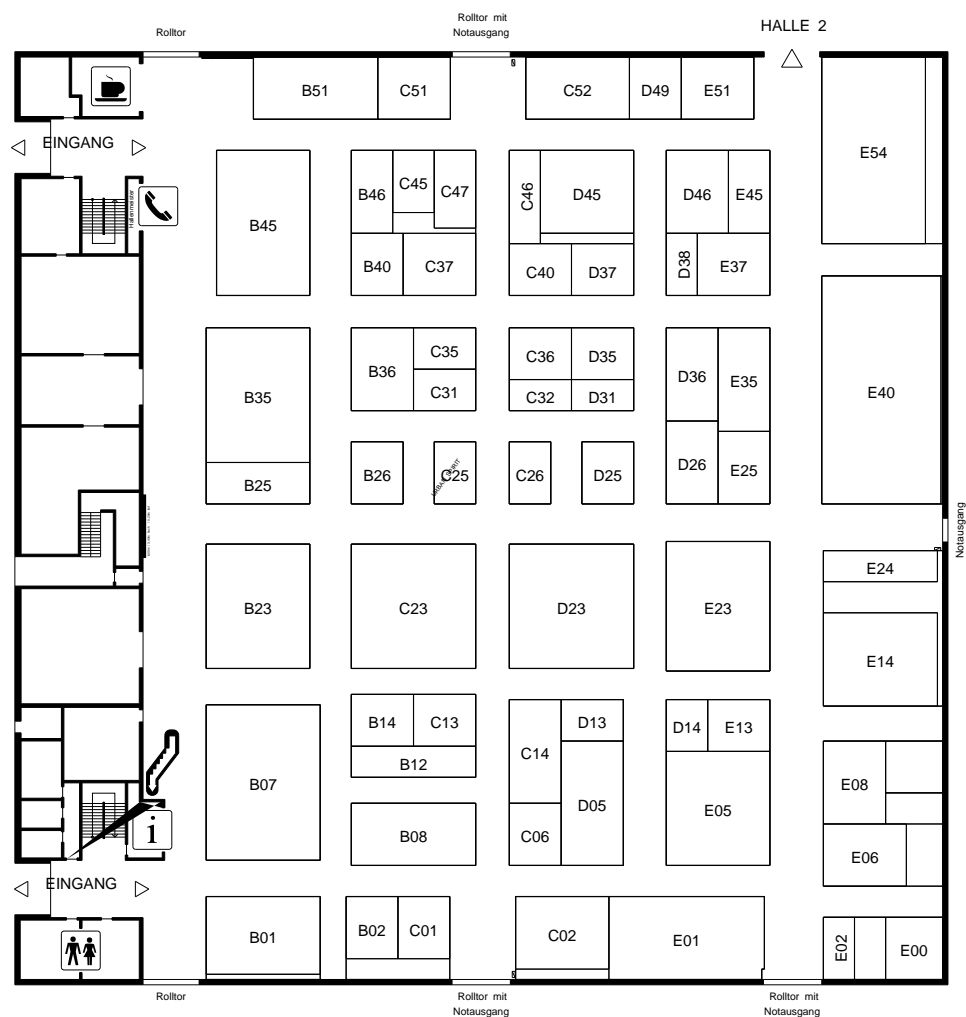 Rolltor mit
HALLE 2
Rolltor
Notausgang
B51
C51
C52
D49
E51
EINGANG
E54
B46
C45
C47
C46
D45
D46
E45
Hallenmeister
B45
B40
C37
C40
D37
D38
E37
C35
C36
D35
B36
D36
E35
B35
C31
C32
D31
E40
B26
C25
C26
D25
D26
E25
B25
Notausgang
E24
B23
C23
D23
E23
E14
B14
C13
D13
D14
E13
C14
B12
B07
E08
D05
E05
i
B08
C06
E06
EINGANG
B01
B02
C01
C02
E01
E02
E00
Rolltor
Rolltor mit
Notausgang
Rolltor mit
Notausgang